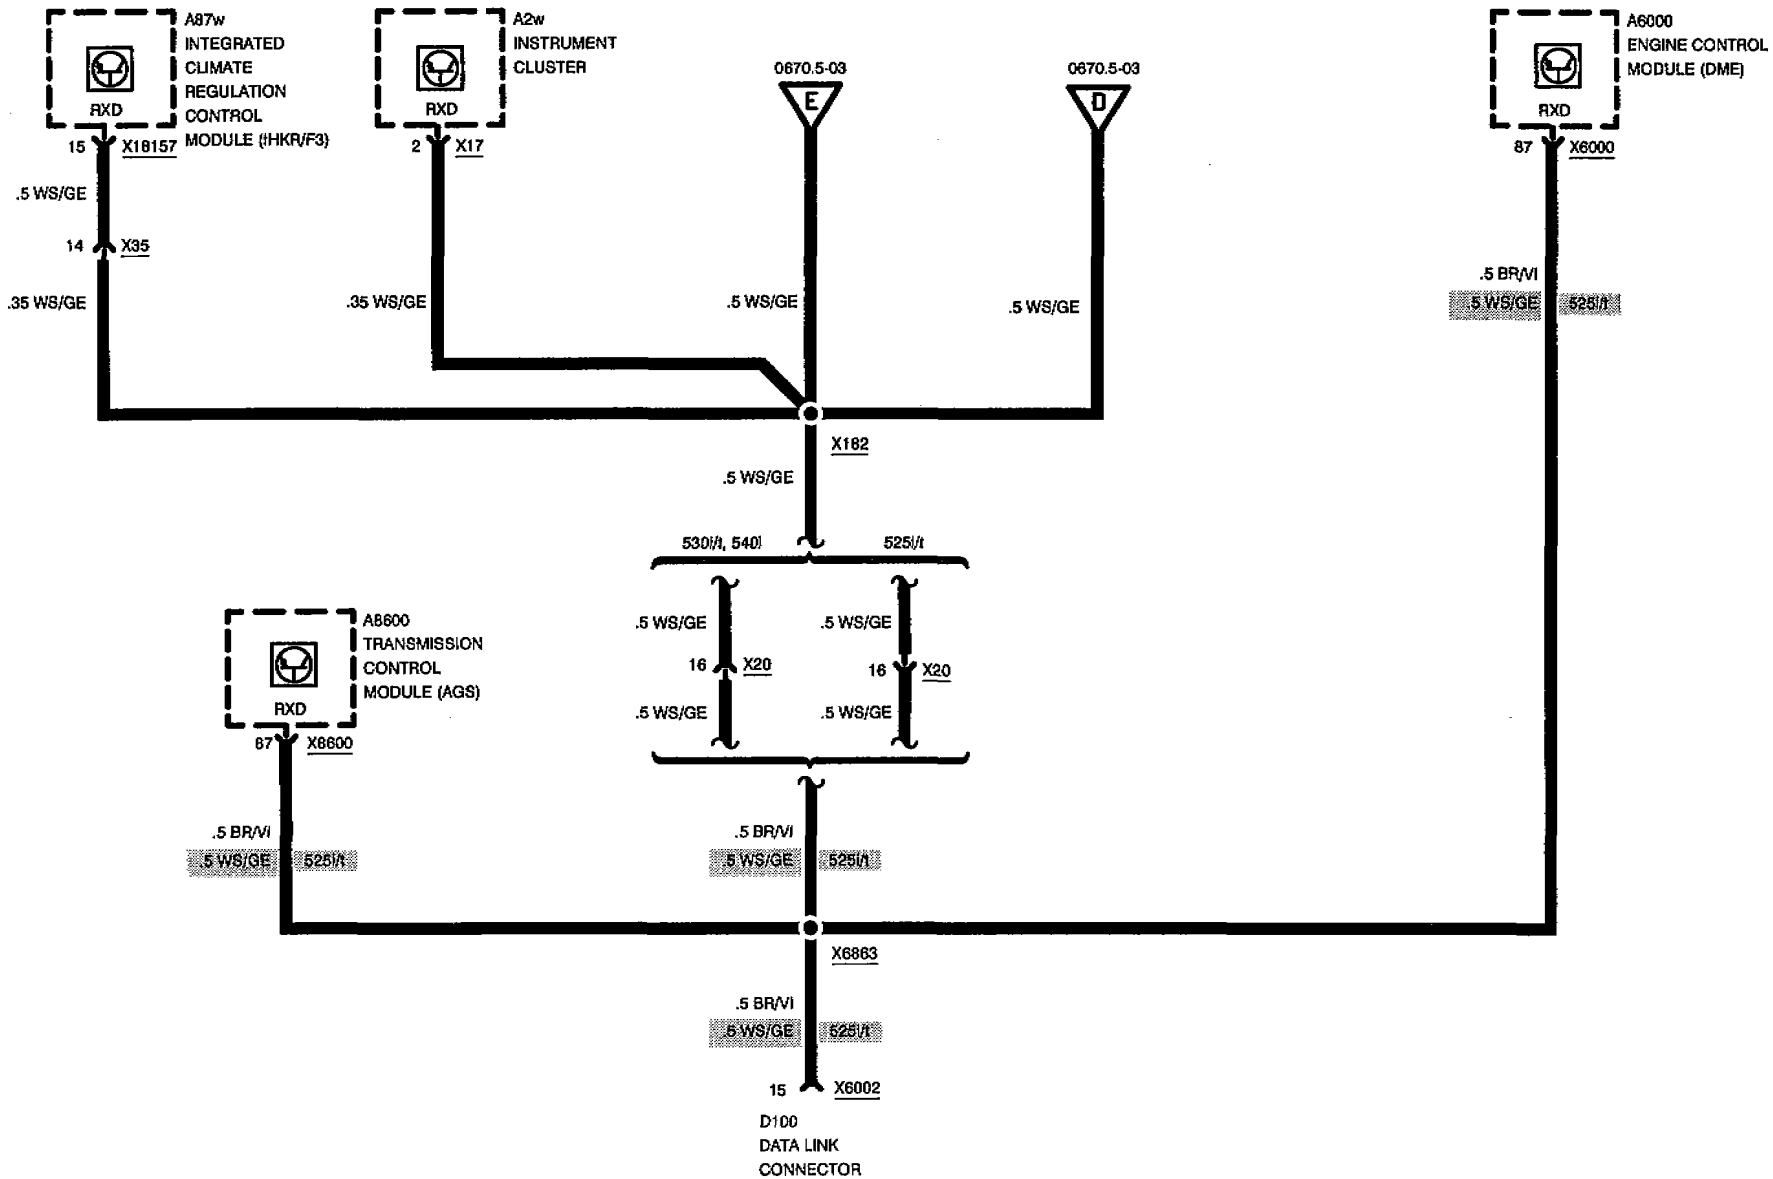 A87w
INTEGRATED
CLIMATE
REGULATION
CONTROL
MODULE (IHKR/F3)
RXD
15 X18157
.5 WS/GE
14 X35
.35 WS/GE
A2w
INSTRUMENT
CLUSTER
RXD
2 X17
.35 WS/GE
0670.5-03
E
.5 WS/GE
0670.5-03
D
.5 WS/GE
A6000
ENGINE CONTROL
MODULE (DME)
RXD
87 X6000
.5 BR/VI
.5 WS/GE 525i/t
X182
.5 WS/GE
530i/t, 540i
525i/t
.5 WS/GE
16 X20
.5 WS/GE
.5 WS/GE
16 X20
.5 WS/GE
A8600
TRANSMISSION
CONTROL
MODULE (AGS)
RXD
87 X8600
.5 BR/VI
.5 WS/GE 525i/t
.5 BR/VI
.5 WS/GE 525i/t
X6863
.5 BR/VI
.5 WS/GE 525i/t
15 X6002
D100
DATA LINK
CONNECTOR